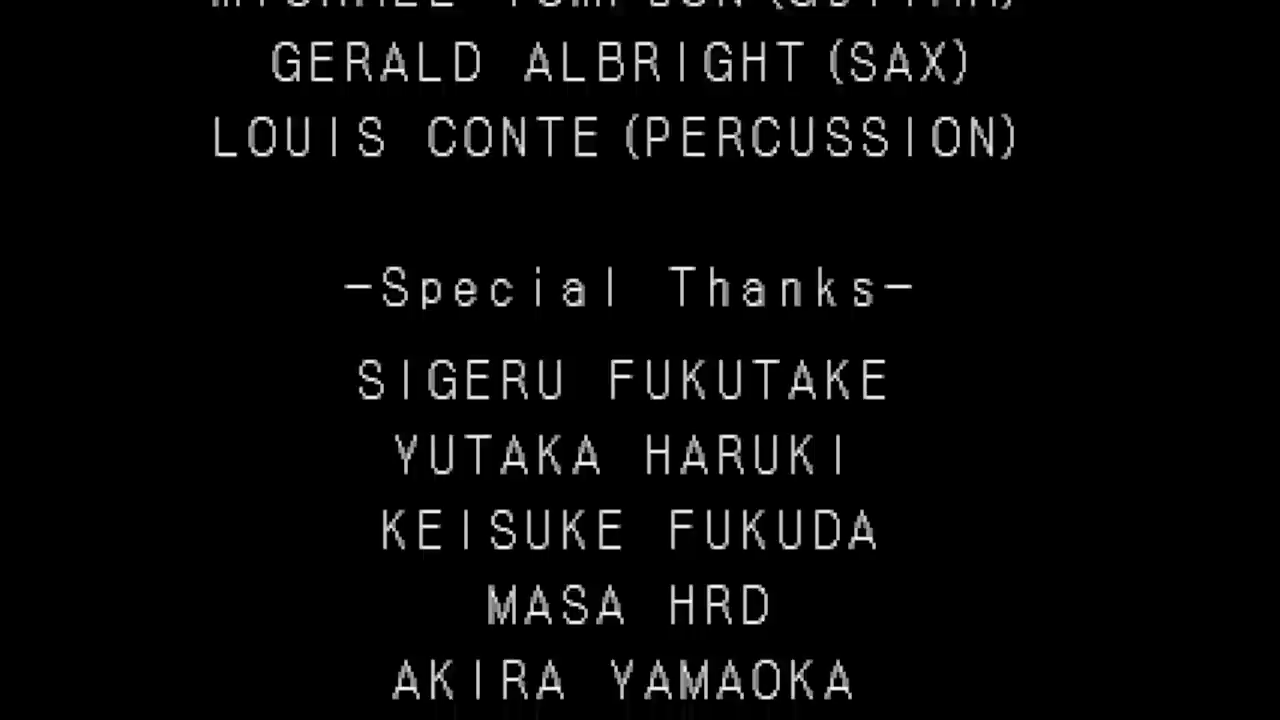 GERALD ALBRIGHT(SAX)
LOUIS CONTE(PERCUSSION)
-Special Thanks-
SIGERU FUKUTAKE
YUTAKA HARUKI
KEISUKE FUKUDA
MASA HRD
AKIRA YAMAOKA